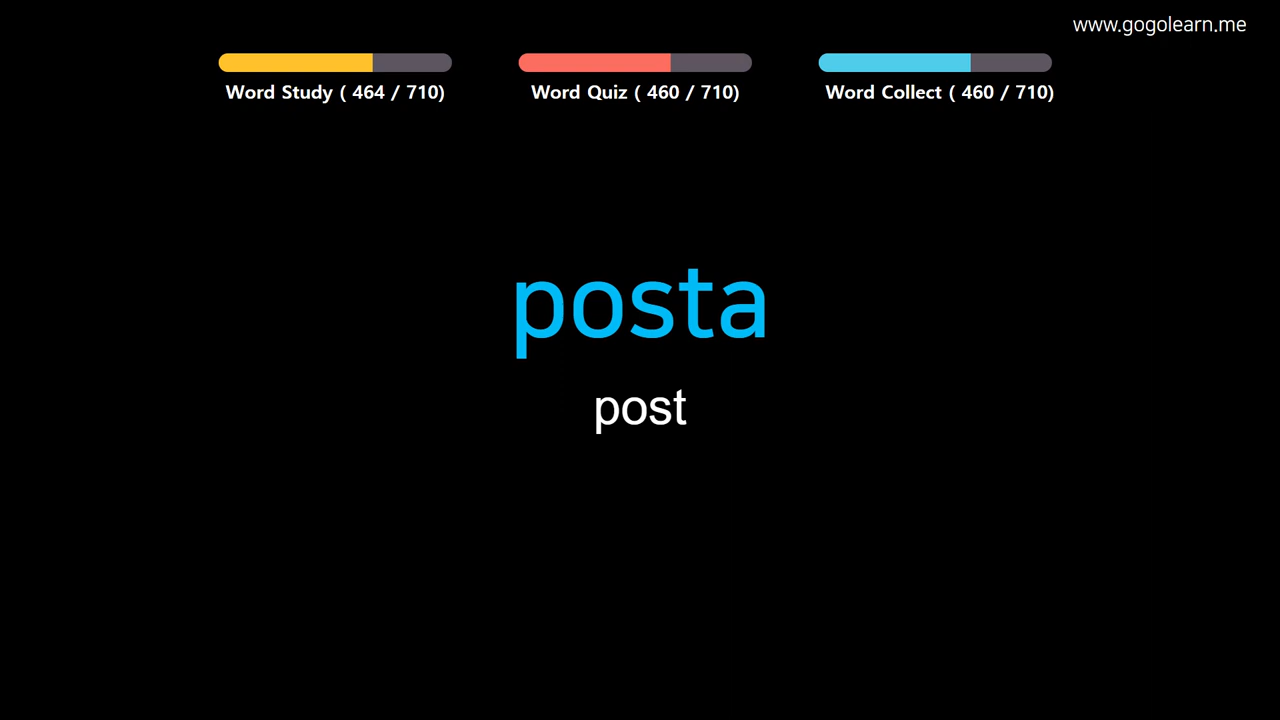 www.gogolearn.me
Word Study ( 464 / 710)
Word Quiz ( 460 / 710)
Word Collect ( 460 / 710)
posta
post